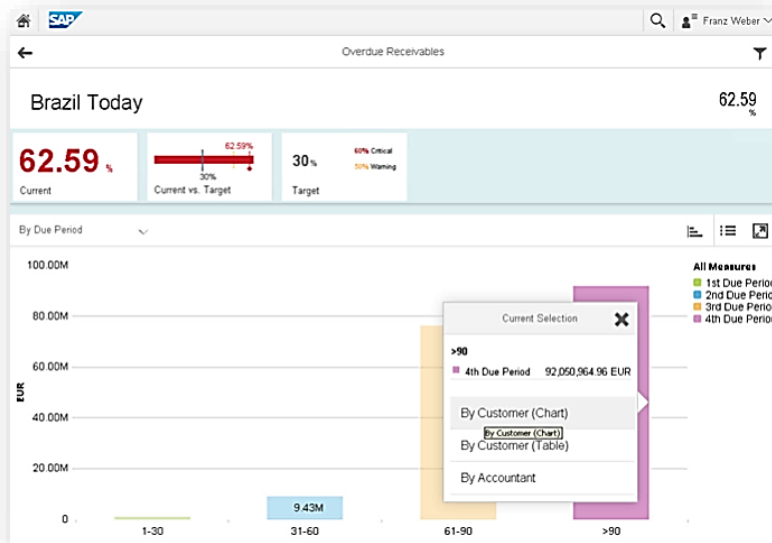 SAP
Franz Weber
Overdue Receivables
Brazil Today
62.59
%
62.59 %
Current
62.59%
30%
Current vs. Target
30%
Target
60% Critical
50% Warning
By Due Period
100.00M
80.00M
60.00M
40.00M
20.00M
0
EUR
9.43M
1-30
31-60
61-90
>90
All Measures
1st Due Period
2nd Due Period
3rd Due Period
4th Due Period
Current Selection
>90
4th Due Period 92,050,964.96 EUR
By Customer (Chart)
By Customer (Chart)
By Customer (Table)
By Accountant